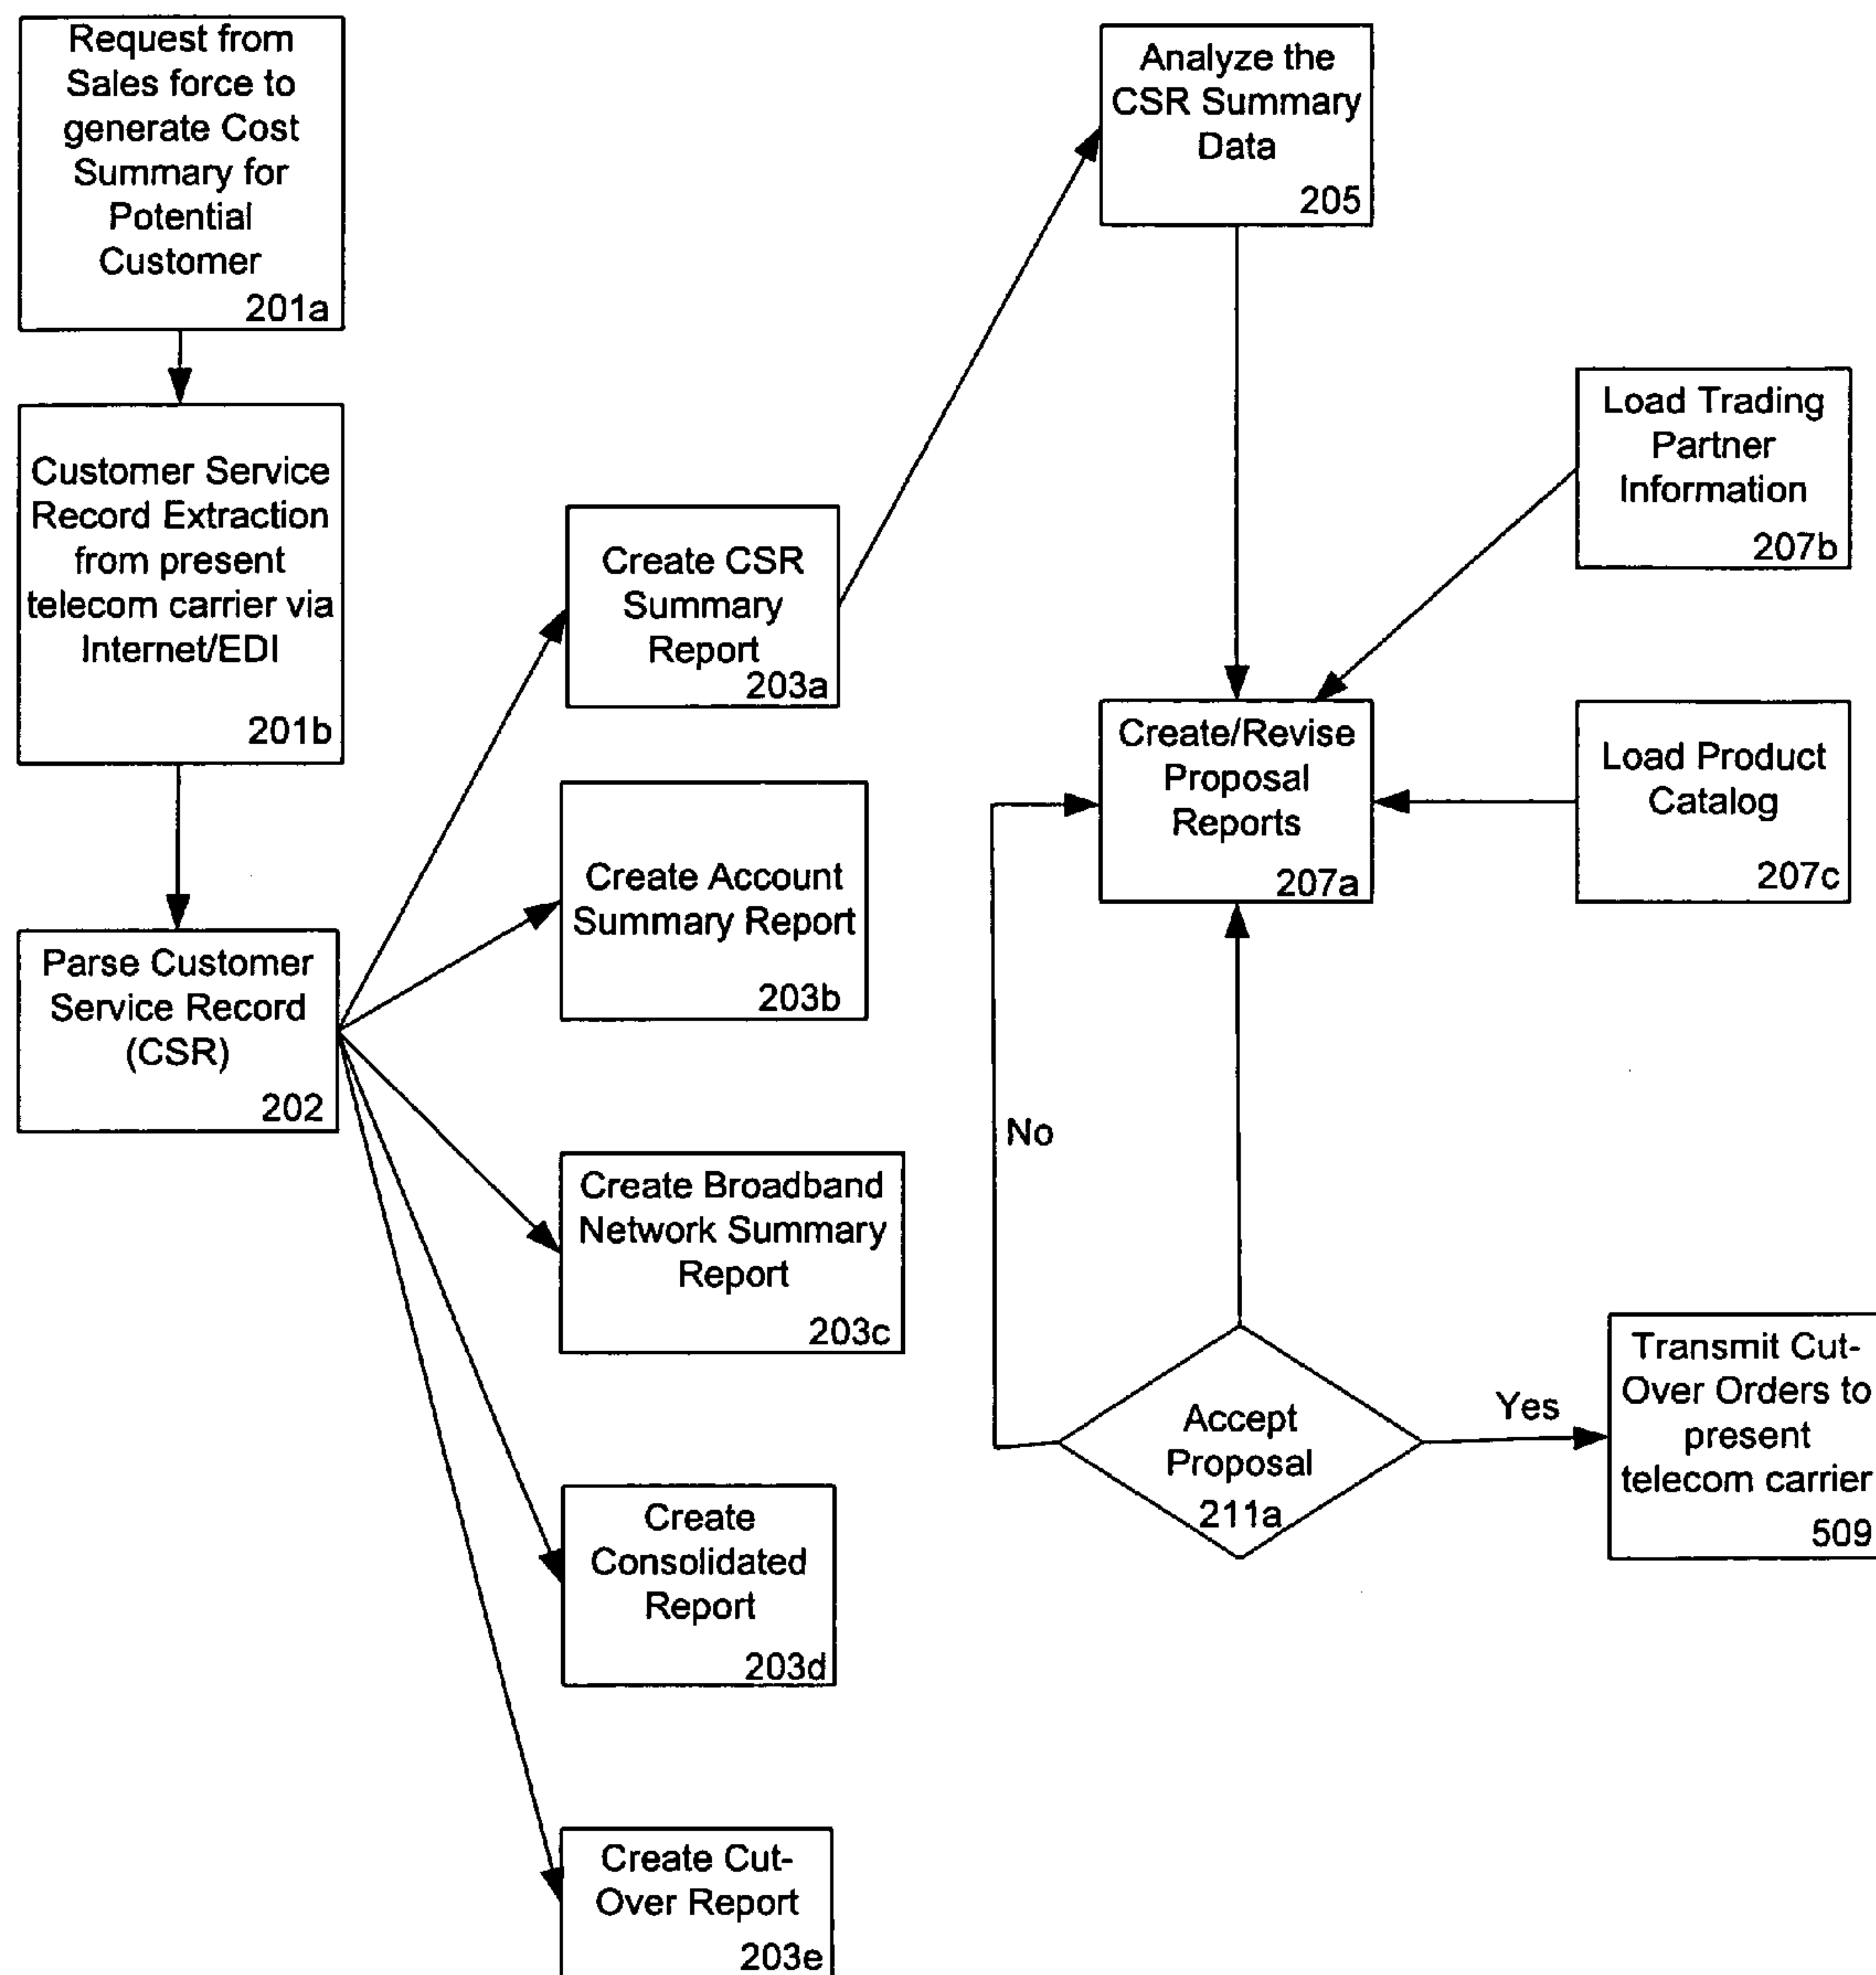 Request from
Sales force to
generate Cost
Summary for
Potential
Customer
201a
Customer Service
Record Extraction
from present
telecom carrier via
Internet/EDI
201b
Parse Customer
Service Record
(CSR)
202
Create CSR
Summary
Report
203a
Create Account
Summary Report
203b
Create Broadband
Network Summary
Report
203c
Create
Consolidated
Report
203d
Create Cut-
Over Report
203e
Analyze the
CSR Summary
Data
205
Load Trading
Partner
Information
207b
Create/Revise
Proposal
Reports
207a
Load Product
Catalog
207c
No
Accept
Proposal
211a
Yes
Transmit Cut-
Over Orders to
present
telecom carrier
509